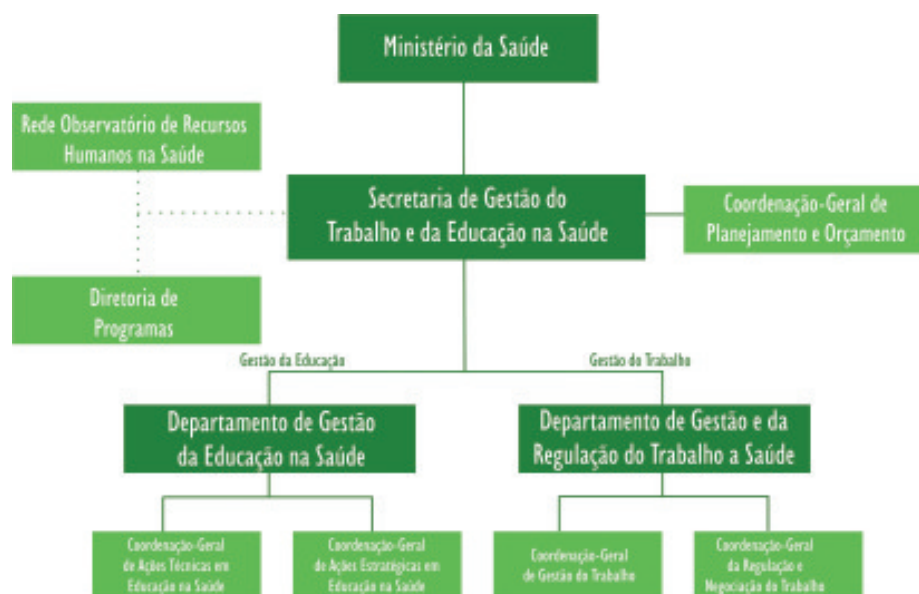 Ministério da Saúde
Rede Observatório de Recursos
Humanos na Saúde
Secretaria de Gestão do
Trabalho e da Educação na Saúde
Coordenação-Geral de
Planejamento e Orçamento
Diretoria de
Programas
Gestão da Educação
Gestão do Trabalho
Departamento de Gestão
da Educação na Saúde
Departamento de Gestão e da
Regulação do Trabalho a Saúde
Coordenação-Geral
de Ações Técnicas em
Educação na Saúde
Coordenação-Geral
de Ações Estratégicas em
Educação na Saúde
Coordenação-Geral
de Gestão do Trabalho
Coordenação-Geral
da Regulação e
Negociação do Trabalho